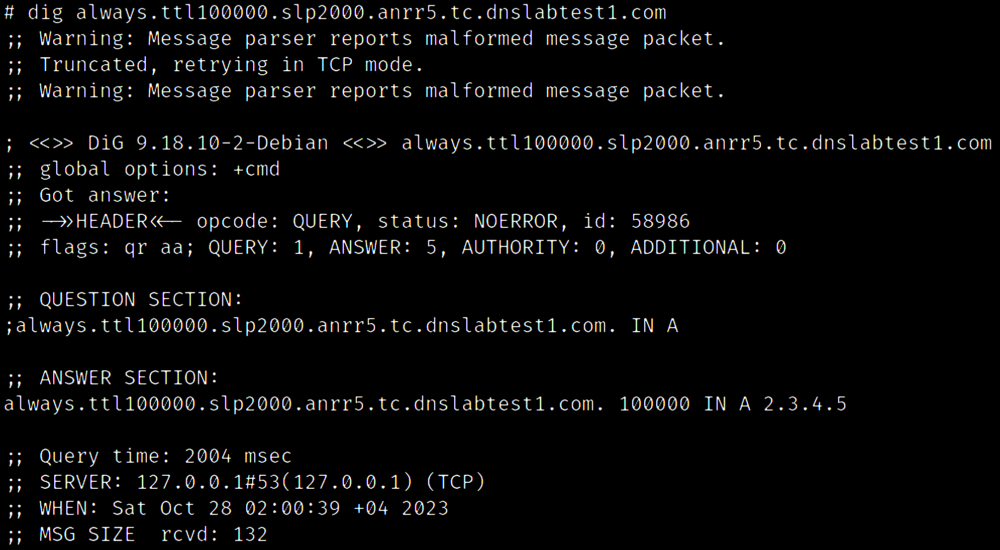 # dig always.ttl100000.slp2000.anrr5.tc.dnslabtest1.com
;; Warning: Message parser reports malformed message packet.
;; Truncated, retrying in TCP mode.
;; Warning: Message parser reports malformed message packet.
; <<>> DiG 9.18.10-2-Debian <<>> always.ttl100000.slp2000.anrr5.tc.dnslabtest1.com
;; global options: +cmd
;; Got answer:
;; ->>HEADER<<- opcode: QUERY, status: NOERROR, id: 58986
;; flags: qr aa; QUERY: 1, ANSWER: 5, AUTHORITY: 0, ADDITIONAL: 0
;; QUESTION SECTION:
;always.ttl100000.slp2000.anrr5.tc.dnslabtest1.com. IN A
;; ANSWER SECTION:
always.ttl100000.slp2000.anrr5.tc.dnslabtest1.com. 100000 IN A 2.3.4.5
;; Query time: 2004 msec
;; SERVER: 127.0.0.1#53(127.0.0.1) (TCP)
;; WHEN: Sat Oct 28 02:00:39 +04 2023
;; MSG SIZE  rcvd: 132